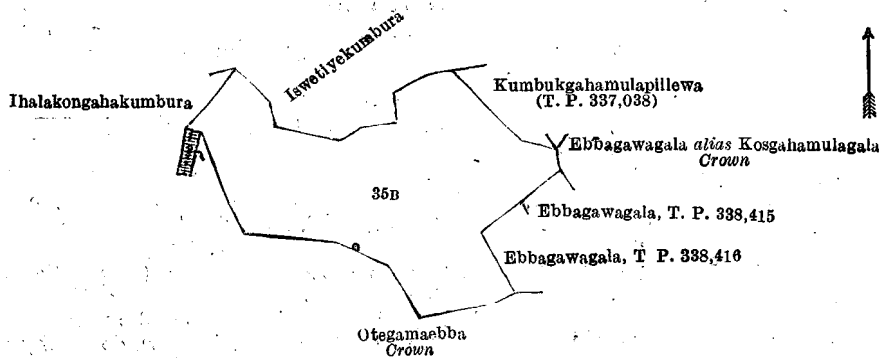 Iswetiyekumbura
Ihalakongahakumbura
Kumbukgahamulapillewa
(T. P. 337,038)
Ebbagawagala alias Kosgahamulagala
Crown
35B
Ebbagawagala, T. P. 338,415
Ebbagawagala, T P. 338,416
Otegamaebba
Crown